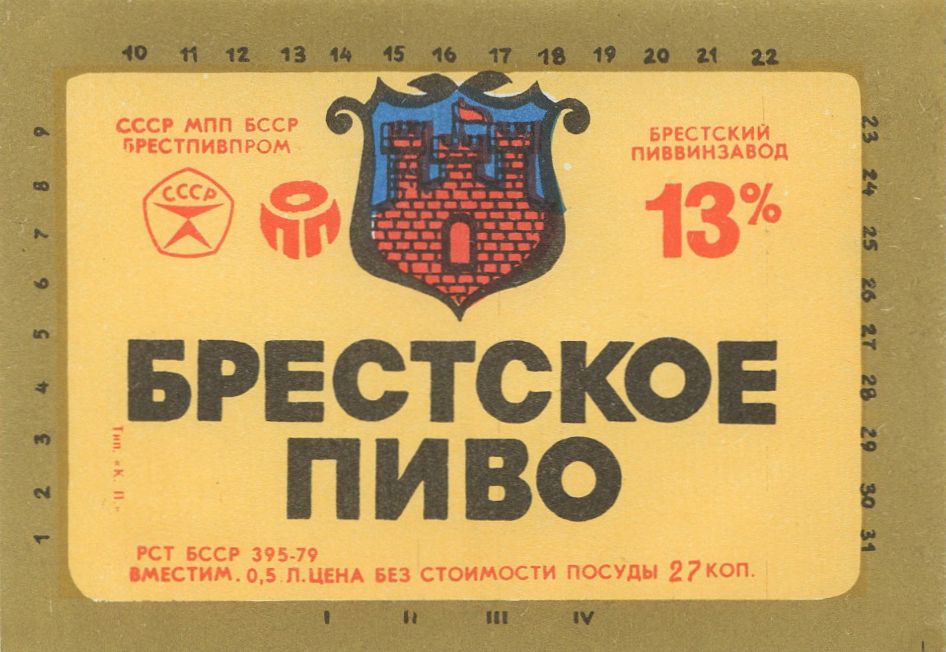 10 11 12 13 14 15 16 17 18 19 20 21 22
СССР МПП БССР
БРЕСТПИВПРОМ
СССР
ОПП
БРЕСТСКИЙ
ПИВВИНЗАВОД
13%
БРЕСТСКОЕ
ПИВО
Тип. «К. П.»
РСТ БССР 395-79
ВМЕСТИМ. 0,5 Л. ЦЕНА БЕЗ СТОИМОСТИ ПОСУДЫ 27 КОП.
1 2 3 4 5 6 7 8 9
23 24 25 26 27 28 29 30 31
I II III IV